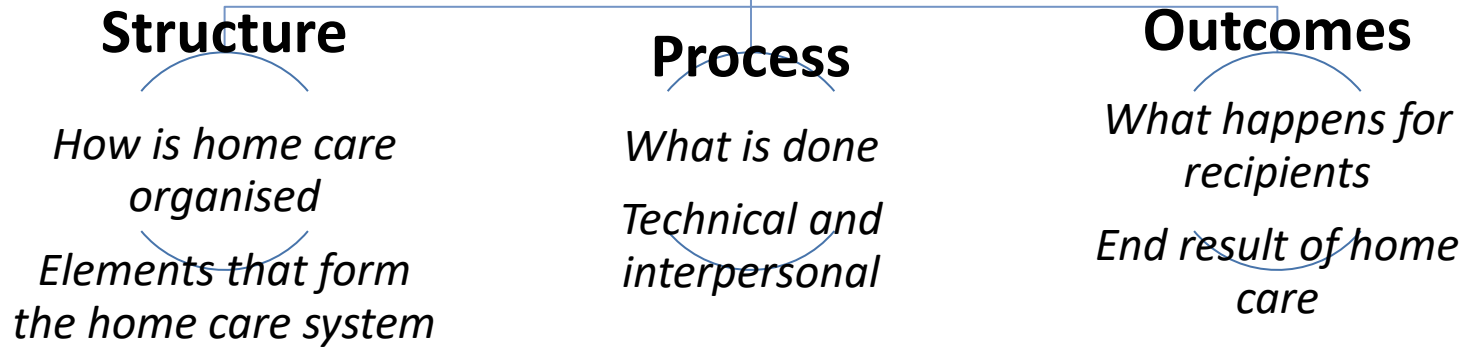 Structure
How is home care
organised
Elements that form
the home care system
Process
What is done
Technical and
interpersonal
Outcomes
What happens for
recipients
End result of home
care